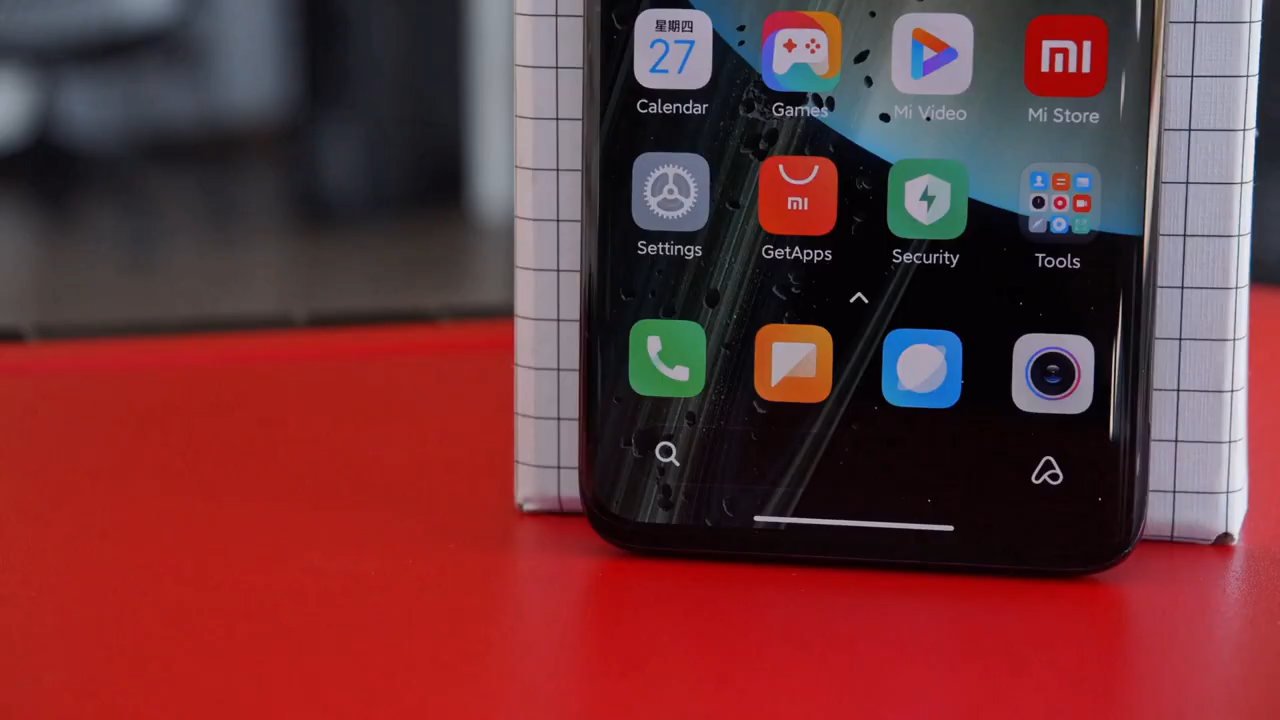 星期四
27
Calendar
Games
Mi Video
mi
Mi Store
Settings
mi
GetApps
Security
Tools